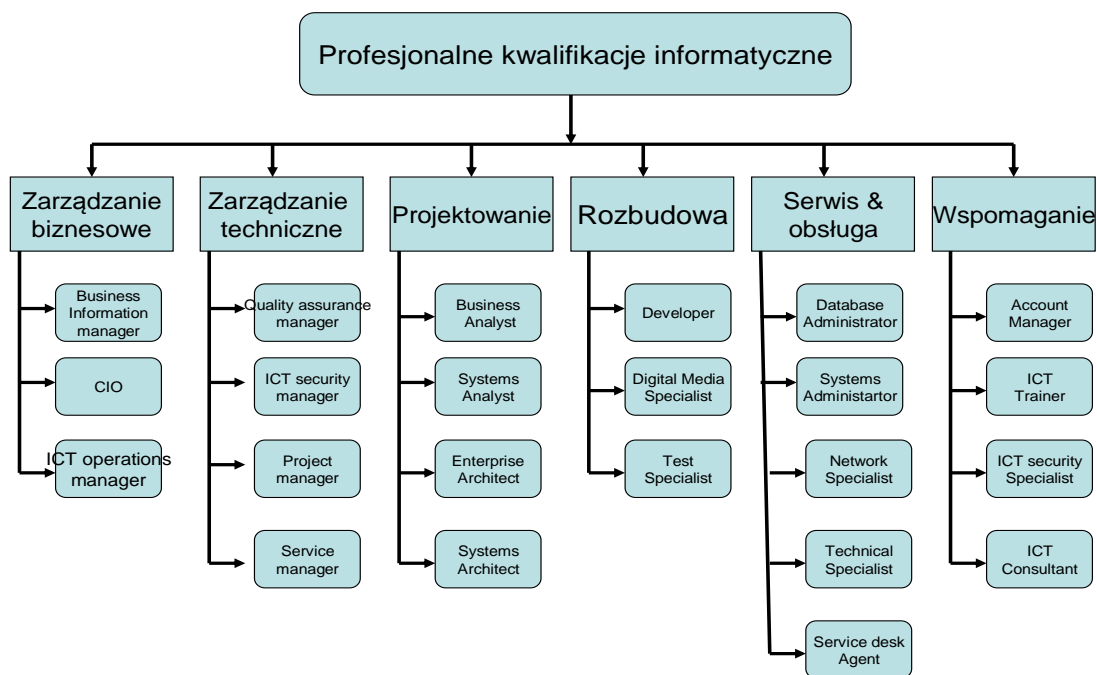 Profesjonalne kwalifikacje informatyczne
Zarządzanie
biznesowe
Zarządzanie
techniczne
Projektowanie
Rozbudowa
Serwis &
obsługa
Wspomaganie
Business
Information
manager
CIO
ICT operations
manager
Quality assurance
manager
ICT security
manager
Project
manager
Service
manager
Business
Analyst
Systems
Analyst
Enterprise
Architect
Systems
Architect
Developer
Digital Media
Specialist
Test
Specialist
Database
Administrator
Systems
Administartor
Network
Specialist
Technical
Specialist
Service desk
Agent
Account
Manager
ICT
Trainer
ICT security
Specialist
ICT
Consultant